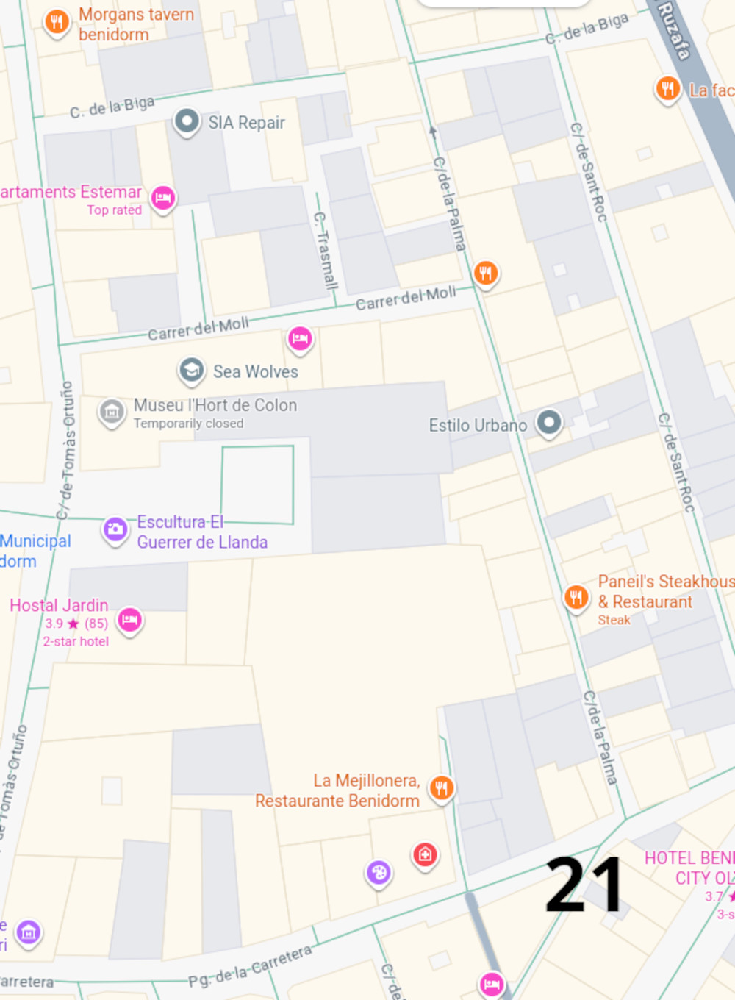 Morgans tavern
benidorm
C. de la Biga
Ruzafa
La fac
C. de la Biga
SIA Repair
C/ de Sant Roc
C/de la Palma
artaments Estemar
Top rated
C. Trasmall
Carrer del Moli
Carrer del Moli
Sea Wolves
Museu l'Hort de Colon
Temporarily closed
Estilo Urbano
C/ de Tomàs Ortuño
C/ de Sant Roc
Escultura El
Guerrer de Llanda
Municipal
dorm
Paneil's Steakhous
& Restaurant
Steak
Hostal Jardin
3.9 ★ (85)
2-star hotel
C/de la Palma
de Tomàs Ortuño
La Mejillonera,
Restaurante Benidorm
21
HOTEL BENI
CITY OL
3.7 ★
3-s
e
ri
Pg. de la Carretera
arretera
C/ de